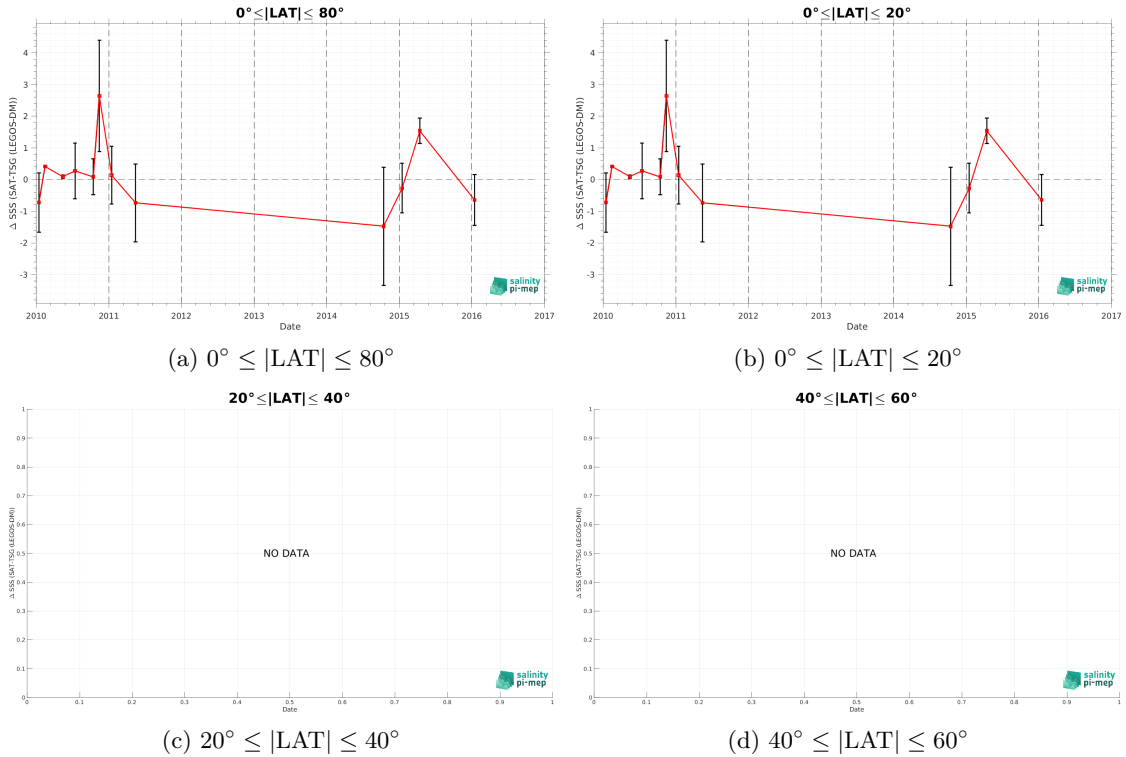 0°≤|LAT|≤ 80°
Δ SSS (SAT-TSG (LEGOS-DM))
4
3
2
1
0
-1
-2
-3
2010 2011 2012 2013 2014 2015 2016 2017
Date
salinity
pi-mep
(a) 0° ≤ |LAT| ≤ 80°
0°≤|LAT|≤ 20°
Δ SSS (SAT-TSG (LEGOS-DM))
4
3
2
1
0
-1
-2
-3
2010 2011 2012 2013 2014 2015 2016 2017
Date
salinity
pi-mep
(b) 0° ≤ |LAT| ≤ 20°
20°≤|LAT|≤ 40°
Δ SSS (SAT-TSG (LEGOS-DM))
1
0.9
0.8
0.7
0.6
0.5
0.4
0.3
0.2
0.1
0
NO DATA
0 0.1 0.2 0.3 0.4 0.5 0.6 0.7 0.8 0.9 1
Date
salinity
pi-mep
(c) 20° ≤ |LAT| ≤ 40°
40°≤|LAT|≤ 60°
Δ SSS (SAT-TSG (LEGOS-DM))
1
0.9
0.8
0.7
0.6
0.5
0.4
0.3
0.2
0.1
0
NO DATA
0 0.1 0.2 0.3 0.4 0.5 0.6 0.7 0.8 0.9 1
Date
salinity
pi-mep
(d) 40° ≤ |LAT| ≤ 60°